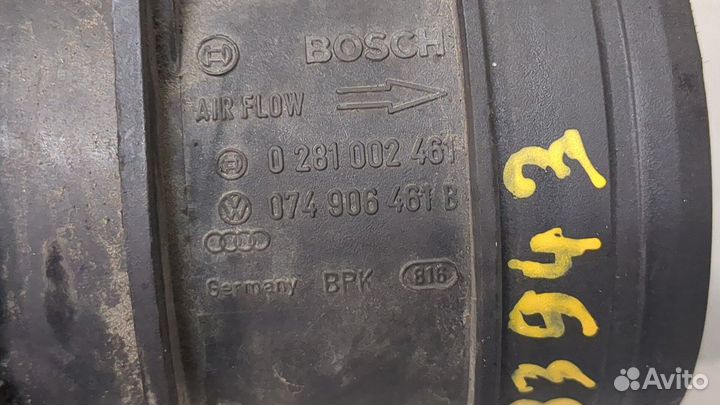 BOSCH
AIR FLOW
0 281 002 461
074 906 461 B
Germany BPK 816
3943
Avito